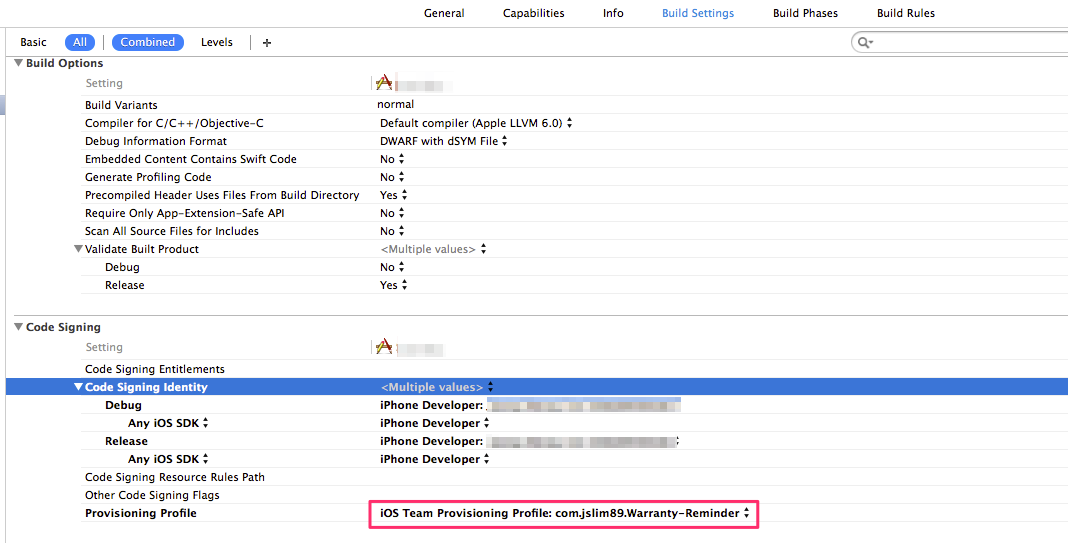 General Capabilities Info Build Settings Build Phases Build Rules
Basic All Combined Levels +
Build Options
Setting
Build Variants normal
Compiler for C/C++/Objective-C Default compiler (Apple LLVM 6.0)
Debug Information Format DWARF with dSYM File
Embedded Content Contains Swift Code No
Generate Profiling Code No
Precompiled Header Uses Files From Build Directory Yes
Require Only App-Extension-Safe API No
Scan All Source Files for Includes No
Validate Built Product <Multiple values>
Debug No
Release Yes
Code Signing
Setting
Code Signing Entitlements
Code Signing Identity <Multiple values>
Debug iPhone Developer:
Any iOS SDK iPhone Developer
Release iPhone Developer:
Any iOS SDK iPhone Developer
Code Signing Resource Rules Path
Other Code Signing Flags
Provisioning Profile iOS Team Provisioning Profile: com.jslim89.Warranty-Reminder